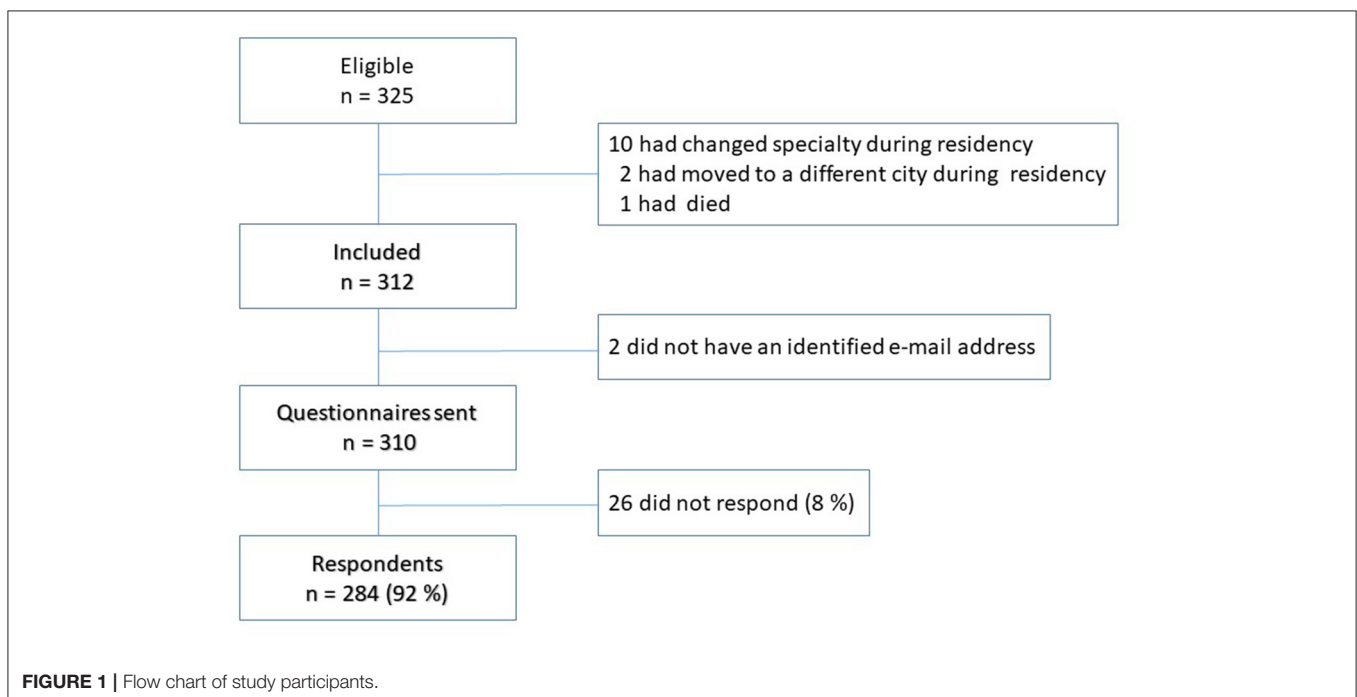 Eligible
n = 325
10 had changed specialty during residency
2 had moved to a different city during residency
1 had died
Included
n = 312
2 did not have an identified e-mail address
Questionnaires sent
n = 310
26 did not respond (8 %)
Respondents
n = 284 (92 %)
FIGURE 1 | Flow chart of study participants.